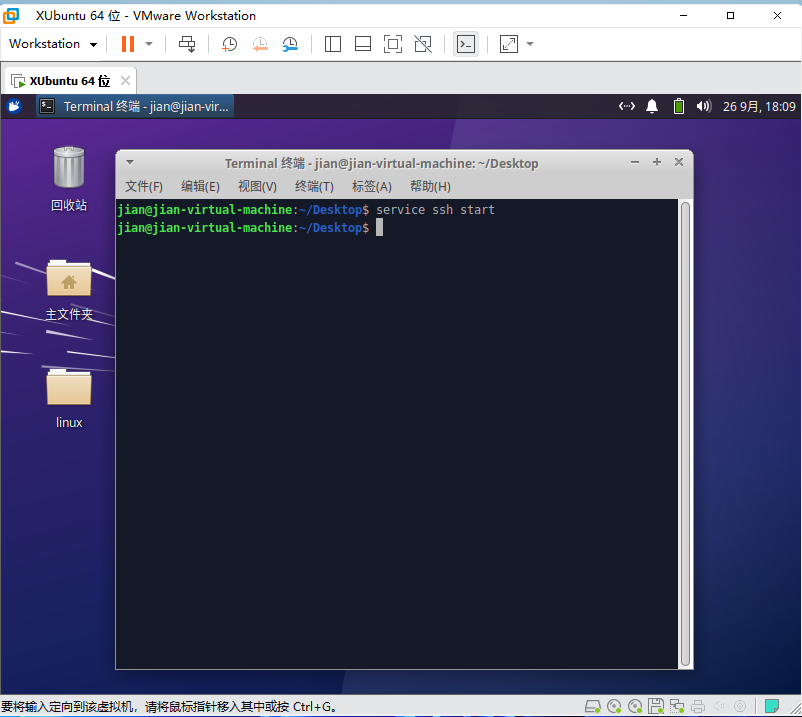 XUbuntu 64 位 - VMware Workstation
Workstation
XUbuntu 64 位
Terminal 终端 - jian@jian-vir...
26 9月, 18:09
回收站
主文件夹
linux
Terminal 终端 - jian@jian-virtual-machine: ~/Desktop
文件(F) 编辑(E) 视图(V) 终端(T) 标签(A) 帮助(H)
jian@jian-virtual-machine:~/Desktop$ service ssh start
jian@jian-virtual-machine:~/Desktop$
要将输入定向到该虚拟机，请将鼠标指针移入其中或按 Ctrl+G。